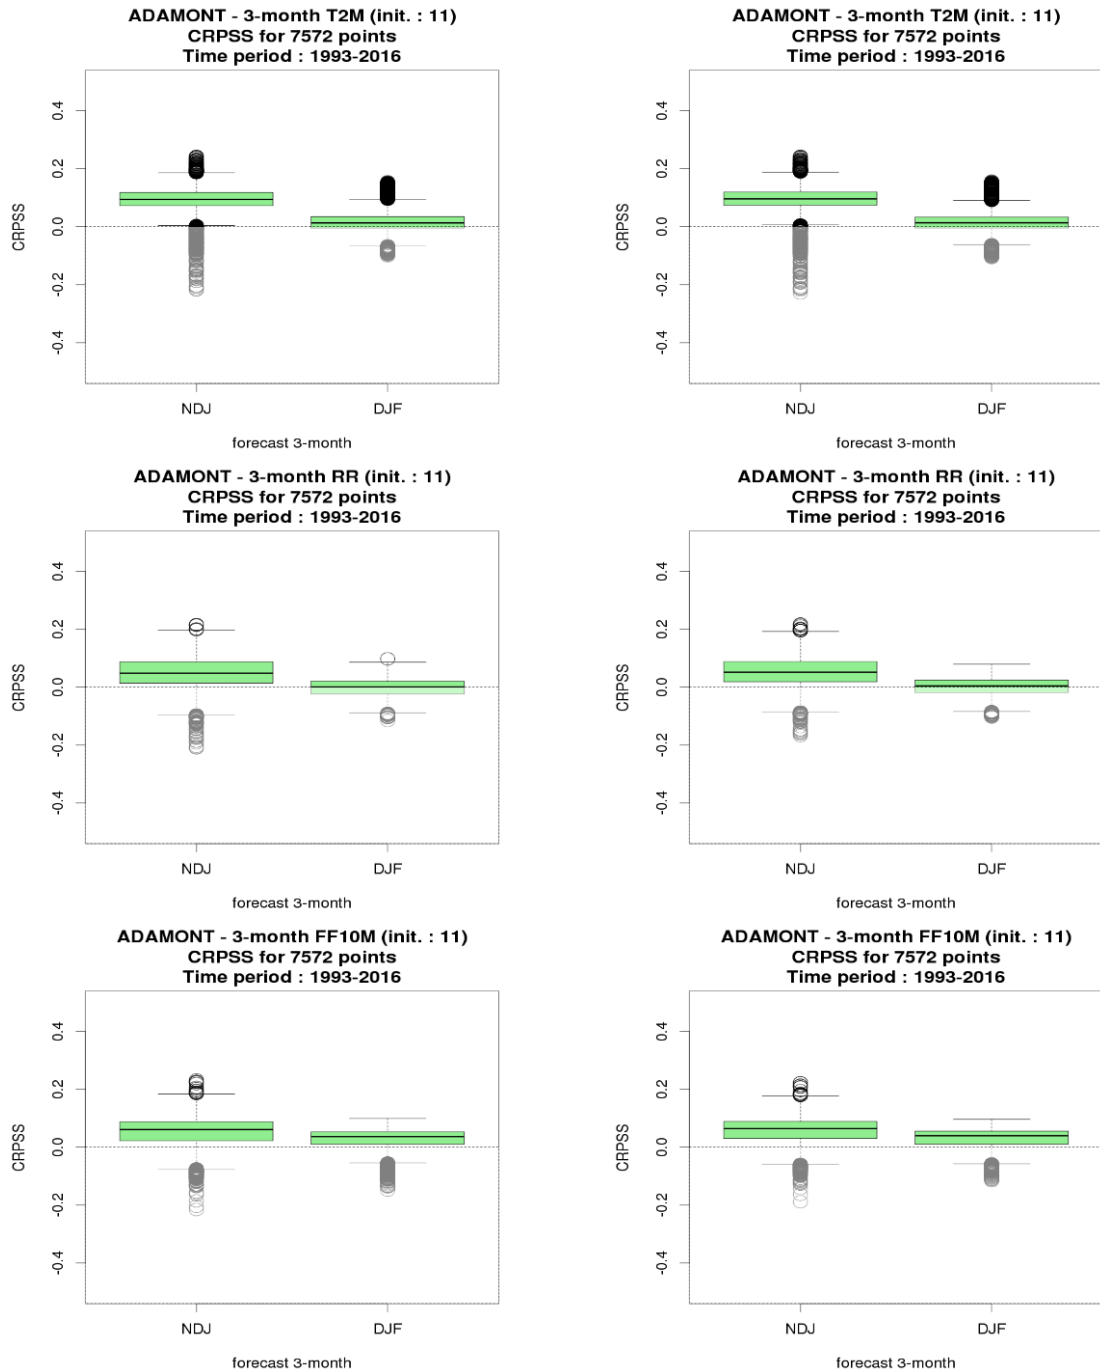 ADAMONT - 3-month T2M (init. : 11)
CRPSS for 7572 points
Time period : 1993-2016
CRPSS
0.4
0.2
0.0
-0.2
-0.4
NDJ
DJF
forecast 3-month
ADAMONT - 3-month T2M (init. : 11)
CRPSS for 7572 points
Time period : 1993-2016
CRPSS
0.4
0.2
0.0
-0.2
-0.4
NDJ
DJF
forecast 3-month
ADAMONT - 3-month RR (init. : 11)
CRPSS for 7572 points
Time period : 1993-2016
CRPSS
0.4
0.2
0.0
-0.2
-0.4
NDJ
DJF
forecast 3-month
ADAMONT - 3-month RR (init. : 11)
CRPSS for 7572 points
Time period : 1993-2016
CRPSS
0.4
0.2
0.0
-0.2
-0.4
NDJ
DJF
forecast 3-month
ADAMONT - 3-month FF10M (init. : 11)
CRPSS for 7572 points
Time period : 1993-2016
CRPSS
0.4
0.2
0.0
-0.2
-0.4
NDJ
DJF
forecast 3-month
ADAMONT - 3-month FF10M (init. : 11)
CRPSS for 7572 points
Time period : 1993-2016
CRPSS
0.4
0.2
0.0
-0.2
-0.4
NDJ
DJF
forecast 3-month